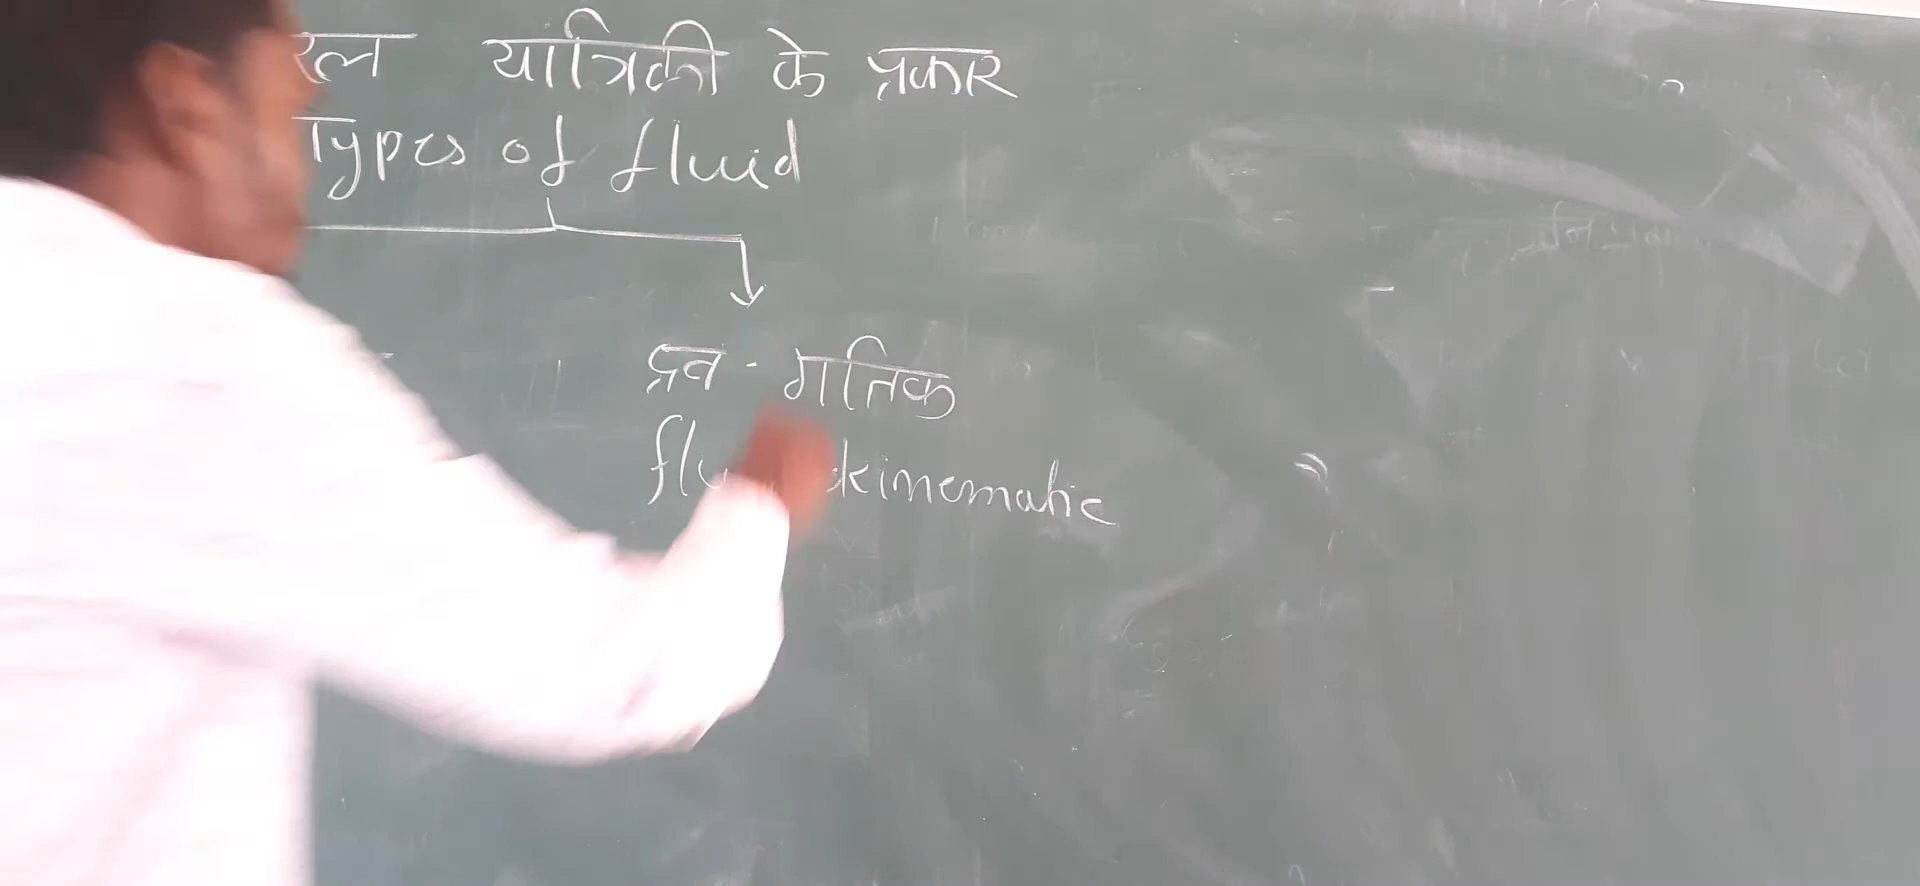 रल यात्रिकी के प्रकार
Types of fluid
द्रव - गतिक
kinematic